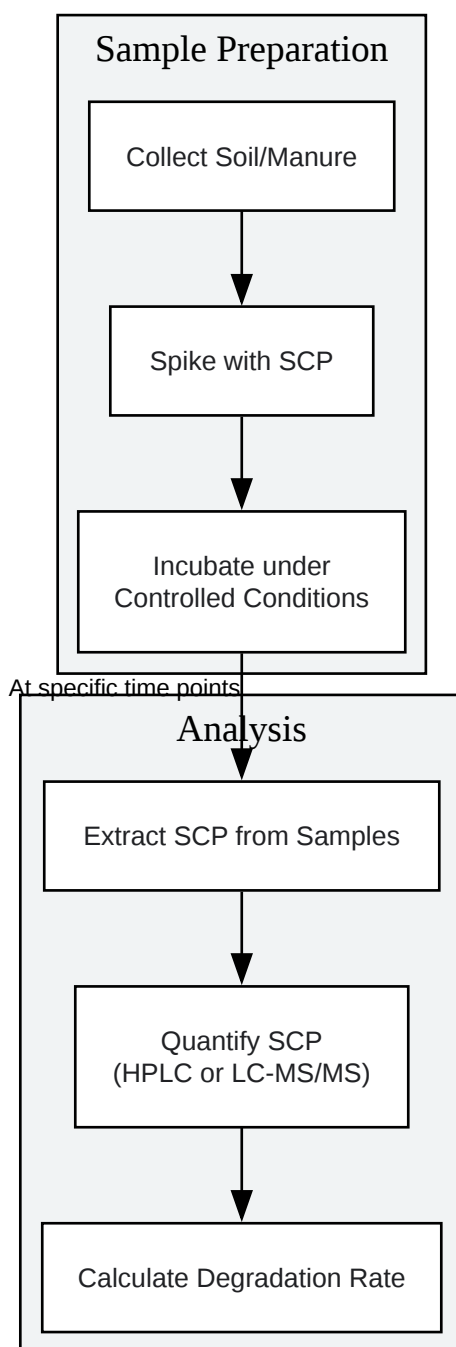 Sample Preparation
Collect Soil/Manure
Spike with SCP
Incubate under
Controlled Conditions
At specific time points
Analysis
Extract SCP from Samples
Quantify SCP
(HPLC or LC-MS/MS)
Calculate Degradation Rate